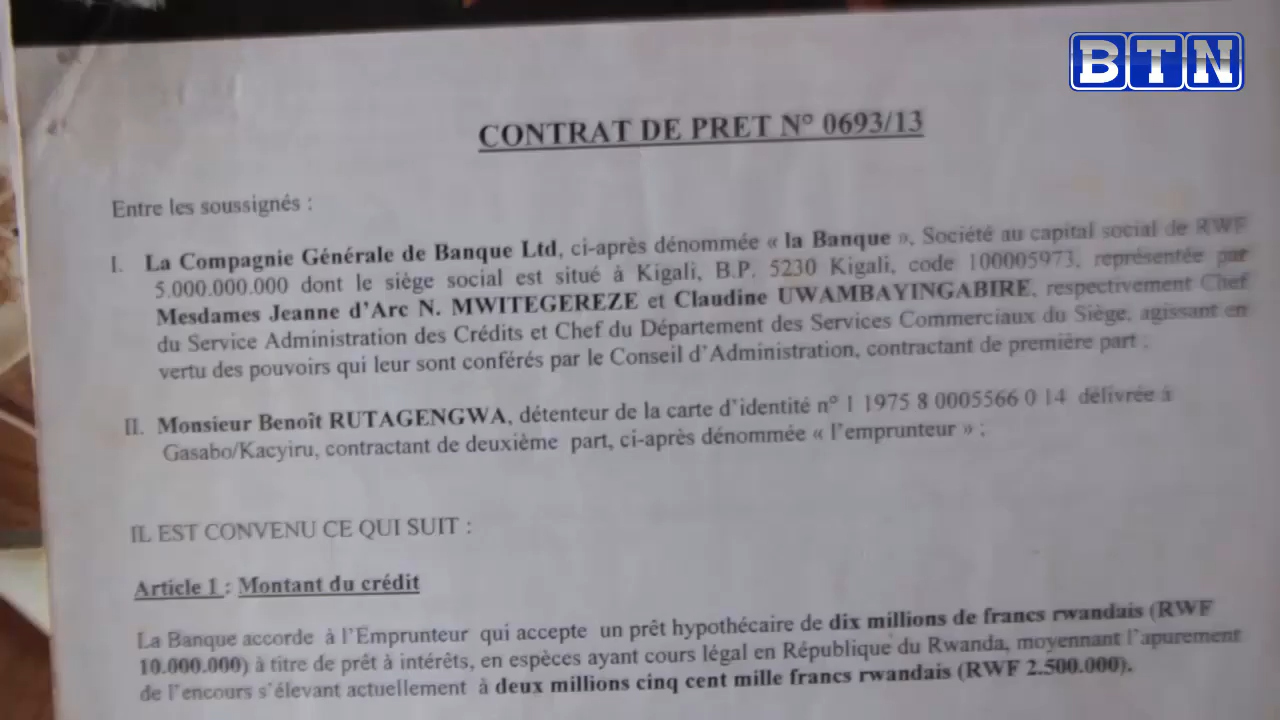 BTN
CONTRAT DE PRET N° 0693/13
Entre les soussignés :
I. La Compagnie Générale de Banque Ltd, ci-après dénommée « la Banque », Société au capital social de RWF
5.000.000.000 dont le siège social est situé à Kigali, B.P. 5230 Kigali, code 100005973, représentée par
Mesdames Jeanne d'Arc N. MWITEGEREZE et Claudine UWAMBAYINGABIRE, respectivement Chef
du Service Administration des Crédits et Chef du Département des Services Commerciaux du Siège, agissant en
vertu des pouvoirs qui leur sont conférés par le Conseil d'Administration, contractant de première part ;
II. Monsieur Benoît RUTAGENGWA, détenteur de la carte d'identité n° 1 1975 8 0005566 0 14 délivrée à
Gasabo/Kacyiru, contractant de deuxième part, ci-après dénommée « l'emprunteur » ;
IL EST CONVENU CE QUI SUIT :
Article 1 : Montant du crédit
La Banque accorde à l'Emprunteur qui accepte un prêt hypothécaire de dix millions de francs rwandais (RWF
10.000.000) à titre de prêt à intérêts, en espèces ayant cours légal en République du Rwanda, moyennant l'apurement
de l'encours s'élevant actuellement à deux millions cinq cent mille francs rwandais (RWF 2.500.000).